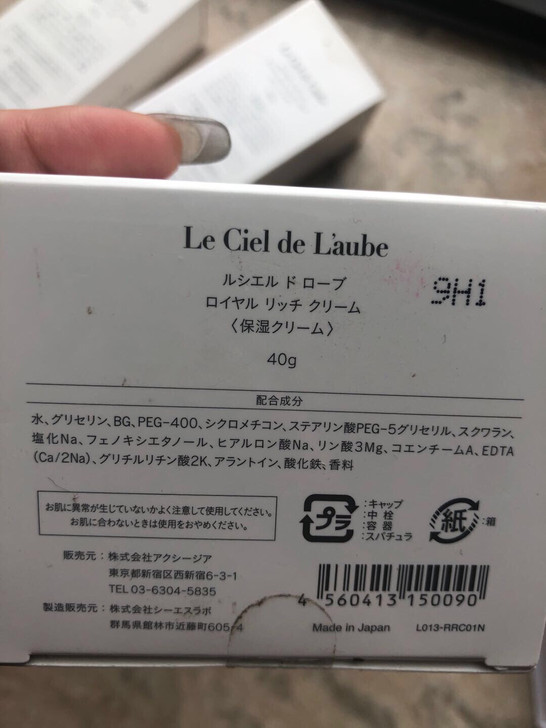 Le Ciel de L'aube
ルシエル ド ローブ
ロイヤル リッチ クリーム
〈保湿クリーム〉
9H1
40g
配合成分
水、グリセリン、BG、PEG-400、シクロメチコン、ステアリン酸PEG-5グリセリル、スクワラン、
塩化Na、フェノキシエタノール、ヒアルロン酸Na、リン酸3Mg、コエンチームA、EDTA
(Ca/2Na)、グリチルリチン酸2K、アラントイン、酸化鉄、香料
お肌に異常が生じていないかよく注意して使用してください。
お肌に合わないときは使用をおやめください。
プラ
:キャップ
:中 栓
:容 器
:スパチュラ
紙
:箱
販売元:株式会社アクシージア
東京都新宿区西新宿6-3-1
TEL 03-6304-5835
製造販売元:株式会社シーエスラボ
群馬県館林市近藤町605-4
4 560413 150090
Made in Japan
L013-RRC01N